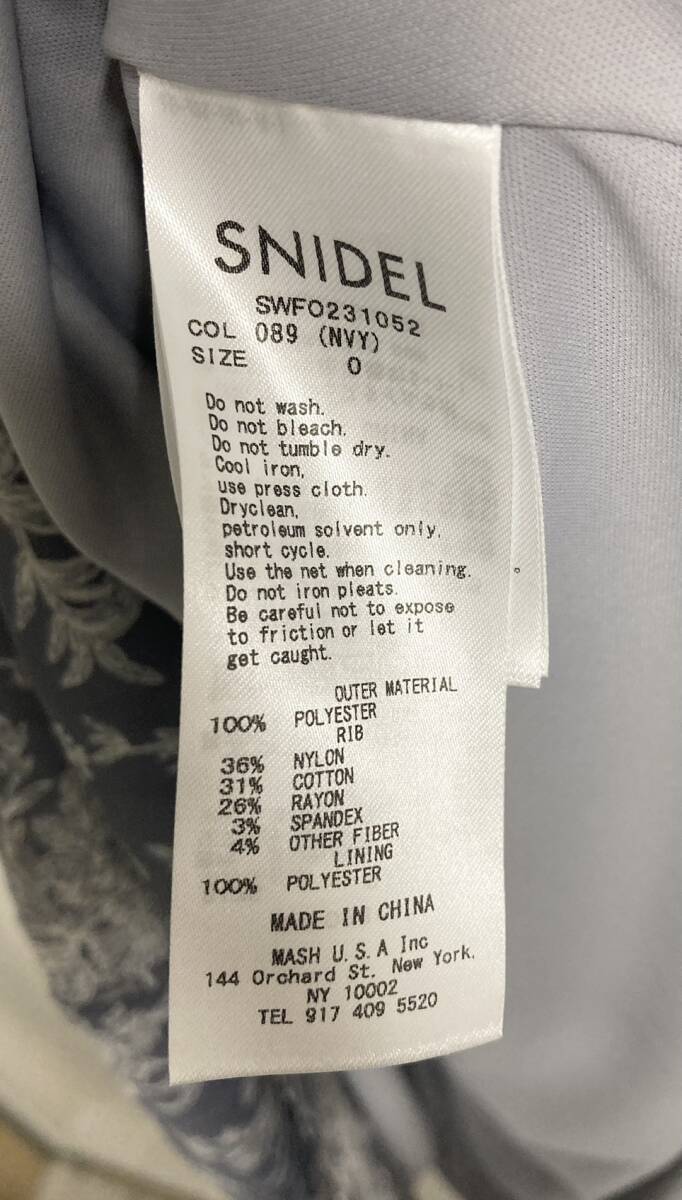 SNIDEL
SWFO231052
COL 089 (NVY)
SIZE 0
Do not wash.
Do not bleach.
Do not tumble dry.
Cool iron,
use press cloth.
Dryclean,
petroleum solvent only,
short cycle.
Use the net when cleaning.
Do not iron pleats.
Be careful not to expose
to friction or let it
get caught.
OUTER MATERIAL
100% POLYESTER
RIB
36% NYLON
31% COTTON
26% RAYON
3% SPANDEX
4% OTHER FIBER
LINING
100% POLYESTER
MADE IN CHINA
MASH U.S.A Inc
144 Orchard St. New York.
NY 10002
TEL 917 409 5520